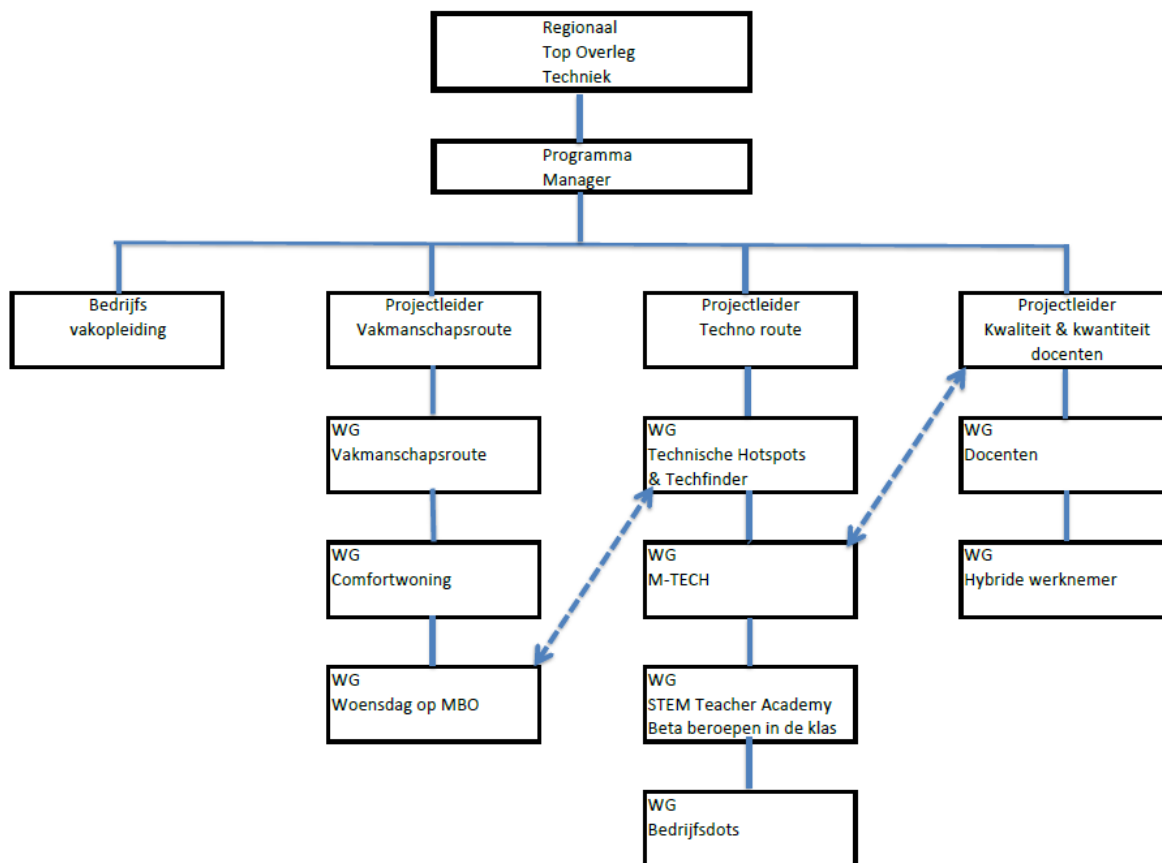 Regionaal
Top Overleg
Techniek
Programma
Manager
Bedrijfs
vakopleiding
Projectleider
Vakmanschapsroute
Projectleider
Techno route
Projectleider
Kwaliteit & kwantiteit
docenten
WG
Vakmanschapsroute
WG
Technische Hotspots
& Techfinder
WG
Docenten
WG
Comfortwoning
WG
M-TECH
WG
Hybride werknemer
WG
Woensdag op MBO
WG
STEM Teacher Academy
Beta beroepen in de klas
WG
Bedrijfsdots